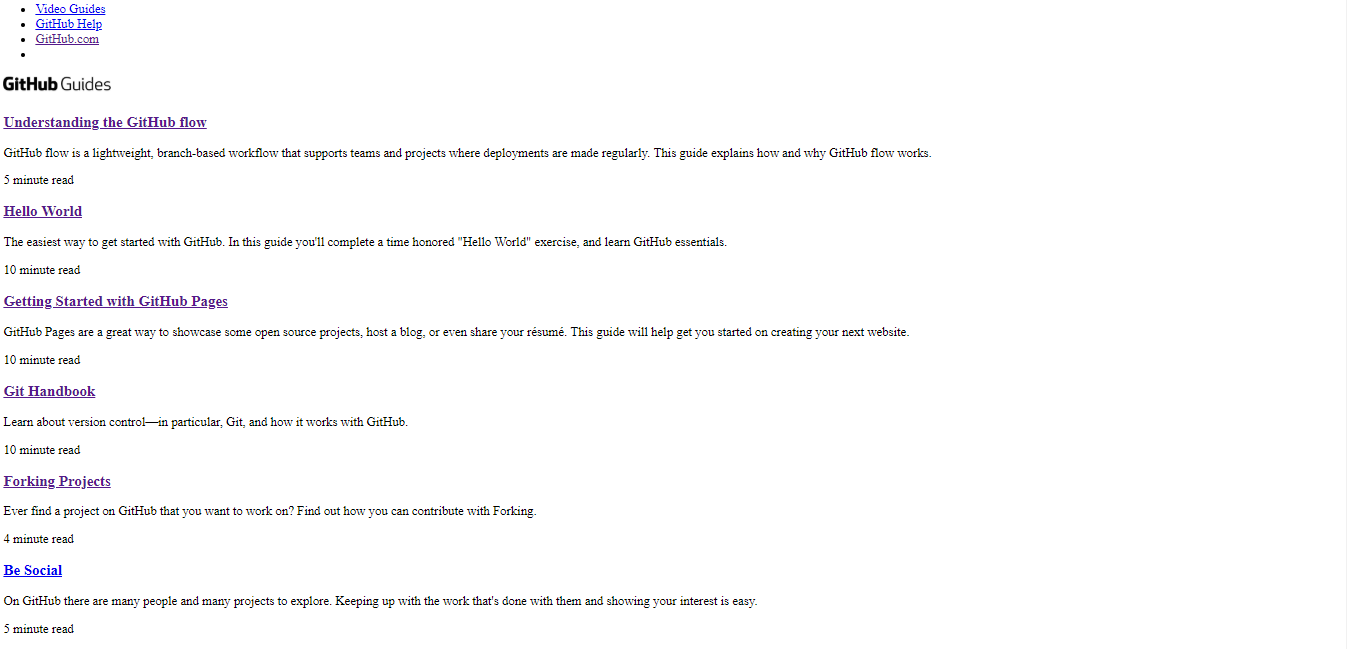 Video Guides
GitHub Help
GitHub.com
GitHub Guides
Understanding the GitHub flow
GitHub flow is a lightweight, branch-based workflow that supports teams and projects where deployments are made regularly. This guide explains how and why GitHub flow works.
5 minute read
Hello World
The easiest way to get started with GitHub. In this guide you'll complete a time honored "Hello World" exercise, and learn GitHub essentials.
10 minute read
Getting Started with GitHub Pages
GitHub Pages are a great way to showcase some open source projects, host a blog, or even share your résumé. This guide will help get you started on creating your next website.
10 minute read
Git Handbook
Learn about version control—in particular, Git, and how it works with GitHub.
10 minute read
Forking Projects
Ever find a project on GitHub that you want to work on? Find out how you can contribute with Forking.
4 minute read
Be Social
On GitHub there are many people and many projects to explore. Keeping up with the work that's done with them and showing your interest is easy.
5 minute read